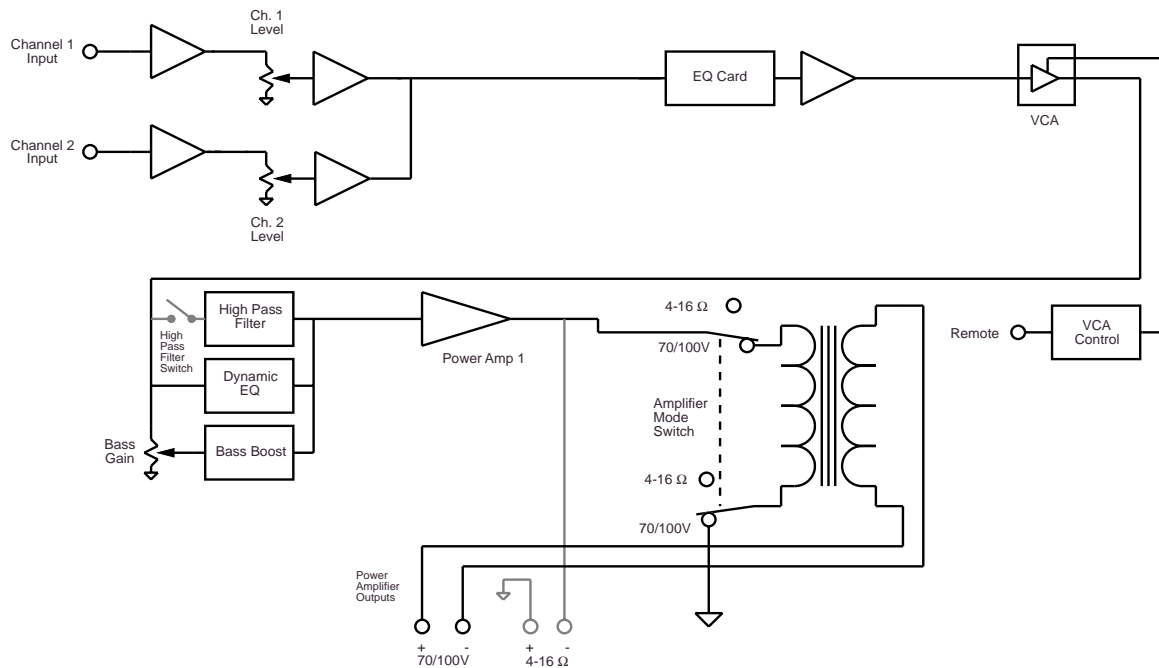 Ch. 1
Level
Channel 1
Input
EQ Card
VCA
Channel 2
Input
Ch. 2
Level
High Pass
Filter
High
Pass
Filter
Switch
Dynamic
EQ
Bass
Gain
Bass Boost
Power Amp 1
4-16 Ω
70/100V
Amplifier
Mode
Switch
4-16 Ω
70/100V
Remote
VCA
Control
Power
Amplifier
Outputs
+ - + -
70/100V 4-16 Ω